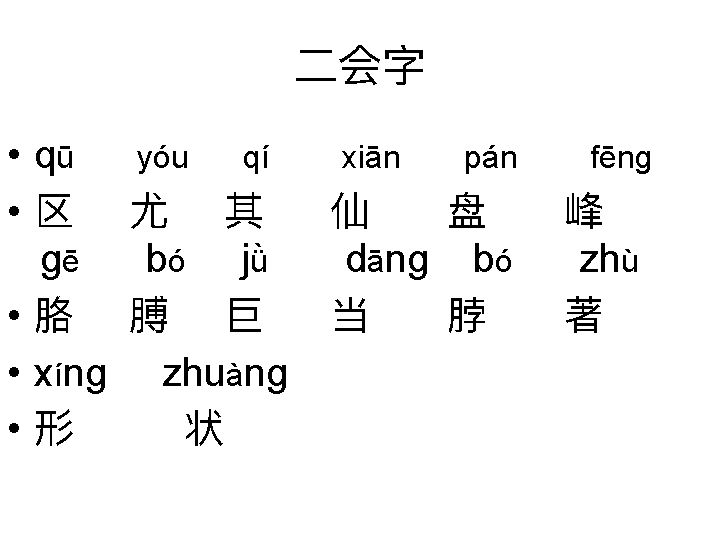 二会字
• qū yóu qí xiān pán fēng
• 区 尤 其 仙 盘 峰
gē bó jǜ dāng bó zhù
• 胳 膊 巨 当 脖 著
• xíng zhuàng
• 形 状